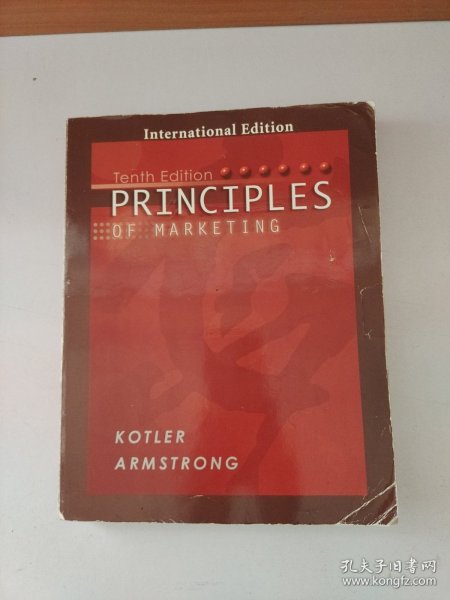 International Edition
Tenth Edition
PRINCIPLES
OF MARKETING
KOTLER
ARMSTRONG
孔夫子旧书网
www.kongfz.com